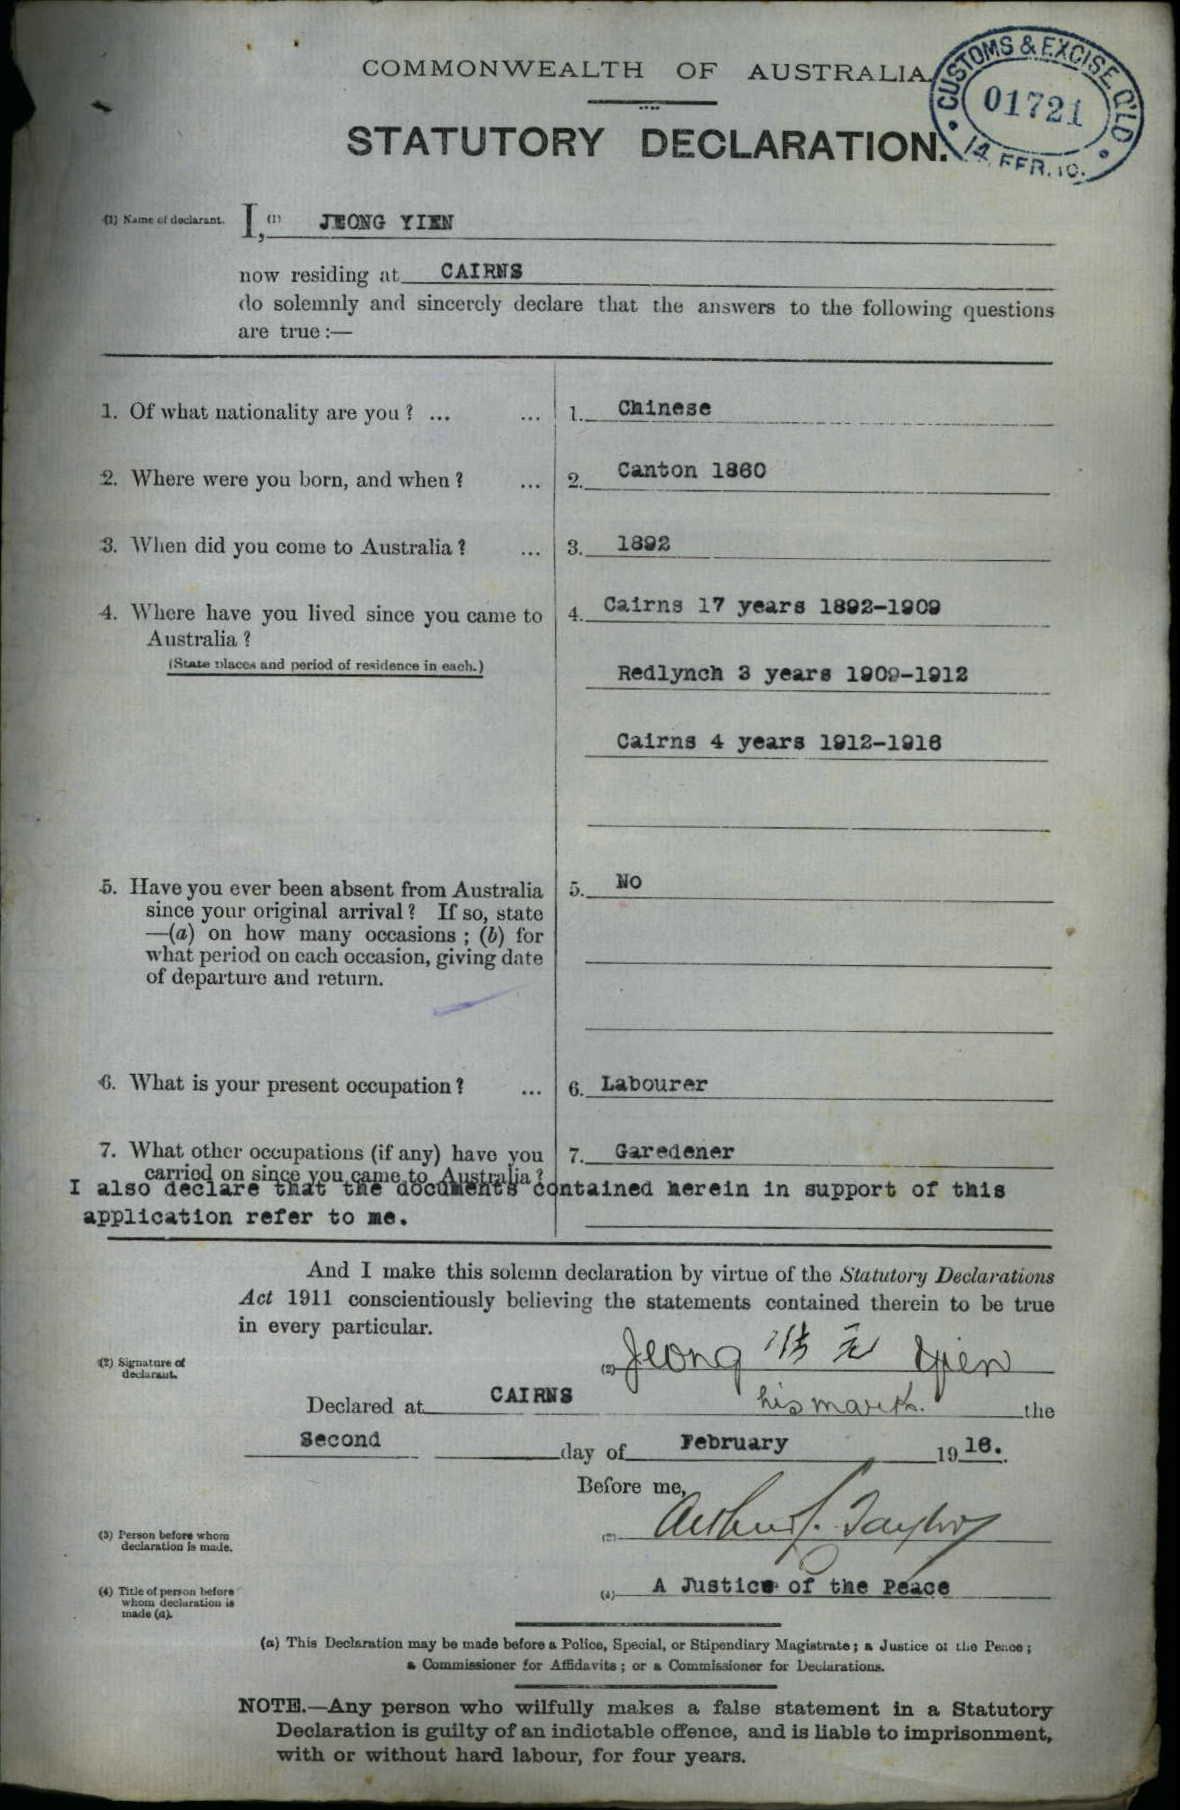 COMMONWEALTH OF AUSTRALIA.
CUSTOMS & EXCISE, Q'LD
01721
14. FEB. 16.
STATUTORY DECLARATION.
(1) Name of declarant.
I, (1) JEONG YIEN
now residing at CAIRNS
do solemnly and sincerely declare that the answers to the following questions
are true:—
1. Of what nationality are you? ... ... 1. Chinese
2. Where were you born, and when? ... 2. Canton 1860
3. When did you come to Australia? ... 3. 1892
4. Where have you lived since you came to 4. Cairns 17 years 1892-1909
Australia?
(State places and period of residence in each.)
Redlynch 3 years 1909-1912
Cairns 4 years 1912-1916
5. Have you ever been absent from Australia 5. No
since your original arrival? If so, state
—(a) on how many occasions; (b) for
what period on each occasion, giving date
of departure and return.
6. What is your present occupation? ... 6. Labourer
7. What other occupations (if any) have you 7. Garedener
carried on since you came to Australia?
I also declare that the documents contained herein in support of this
application refer to me.
And I make this solemn declaration by virtue of the Statutory Declarations
Act 1911 conscientiously believing the statements contained therein to be true
in every particular.
(2) Signature of
declarant.
(2) Jeong Yien
Declared at CAIRNS his mark. the
Second day of February 19 16.
Before me,
(3) Person before whom
declaration is made.
(3) Arthur J. Taylor
(4) Title of person before
whom declaration is
made (a).
(4) A Justice of the Peace
(a) This Declaration may be made before a Police, Special, or Stipendiary Magistrate; a Justice of the Peace;
a Commissioner for Affidavits; or a Commissioner for Declarations.
NOTE.—Any person who wilfully makes a false statement in a Statutory
Declaration is guilty of an indictable offence, and is liable to imprisonment,
with or without hard labour, for four years.